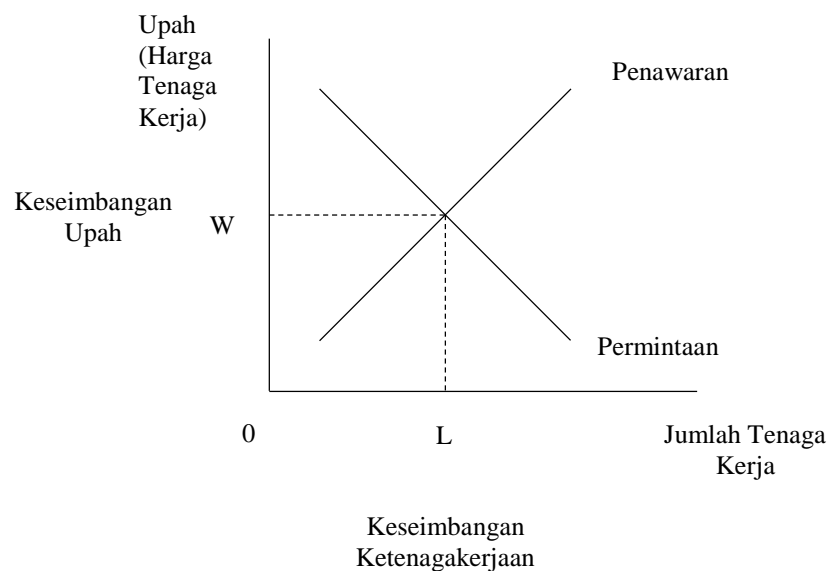 Upah
(Harga
Tenaga
Kerja)
Penawaran
Keseimbangan
Upah
W
Permintaan
0
L
Jumlah Tenaga
Kerja
Keseimbangan
Ketenagakerjaan